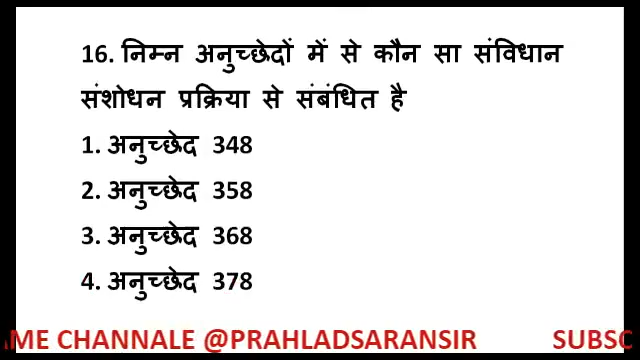 16. निम्न अनुच्छेदों में से कौन सा संविधान
संशोधन प्रक्रिया से संबंधित है
1. अनुच्छेद 348
2. अनुच्छेद 358
3. अनुच्छेद 368
4. अनुच्छेद 378
AME CHANNALE @PRAHLADSARANSIR SUBSC